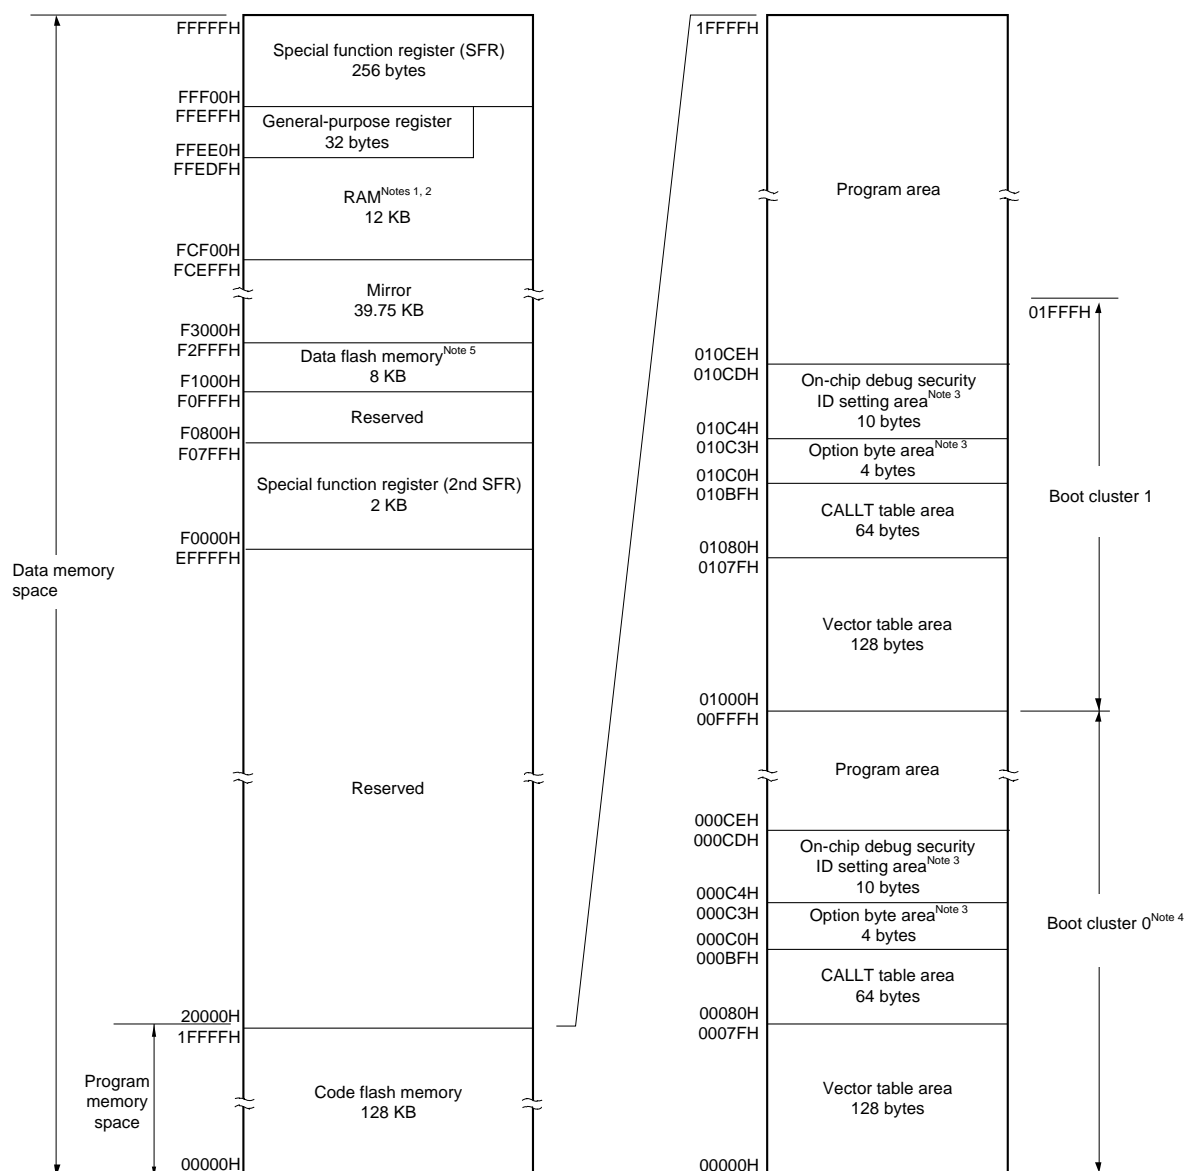 FFFFFH
Special function register (SFR)
256 bytes
FFF00H
FFEFFH
General-purpose register
32 bytes
FFEE0H
FFEDFH
RAMNotes 1, 2
12 KB
FCF00H
FCEFFH
Mirror
39.75 KB
F3000H
F2FFFH
Data flash memoryNote 5
8 KB
F1000H
F0FFFH
Reserved
F0800H
F07FFH
Special function register (2nd SFR)
2 KB
F0000H
EFFFFH
Data memory
space
Reserved
20000H
1FFFFH
Program
memory
space
Code flash memory
128 KB
00000H
1FFFFH
Program area
01FFFH
010CEH
010CDH
On-chip debug security
ID setting areaNote 3
10 bytes
010C4H
010C3H
Option byte areaNote 3
4 bytes
010C0H
010BFH
Boot cluster 1
CALLT table area
64 bytes
01080H
0107FH
Vector table area
128 bytes
01000H
00FFFH
Program area
000CEH
000CDH
On-chip debug security
ID setting areaNote 3
10 bytes
000C4H
000C3H
Option byte areaNote 3
4 bytes
Boot cluster 0Note 4
000C0H
000BFH
CALLT table area
64 bytes
00080H
0007FH
Vector table area
128 bytes
00000H